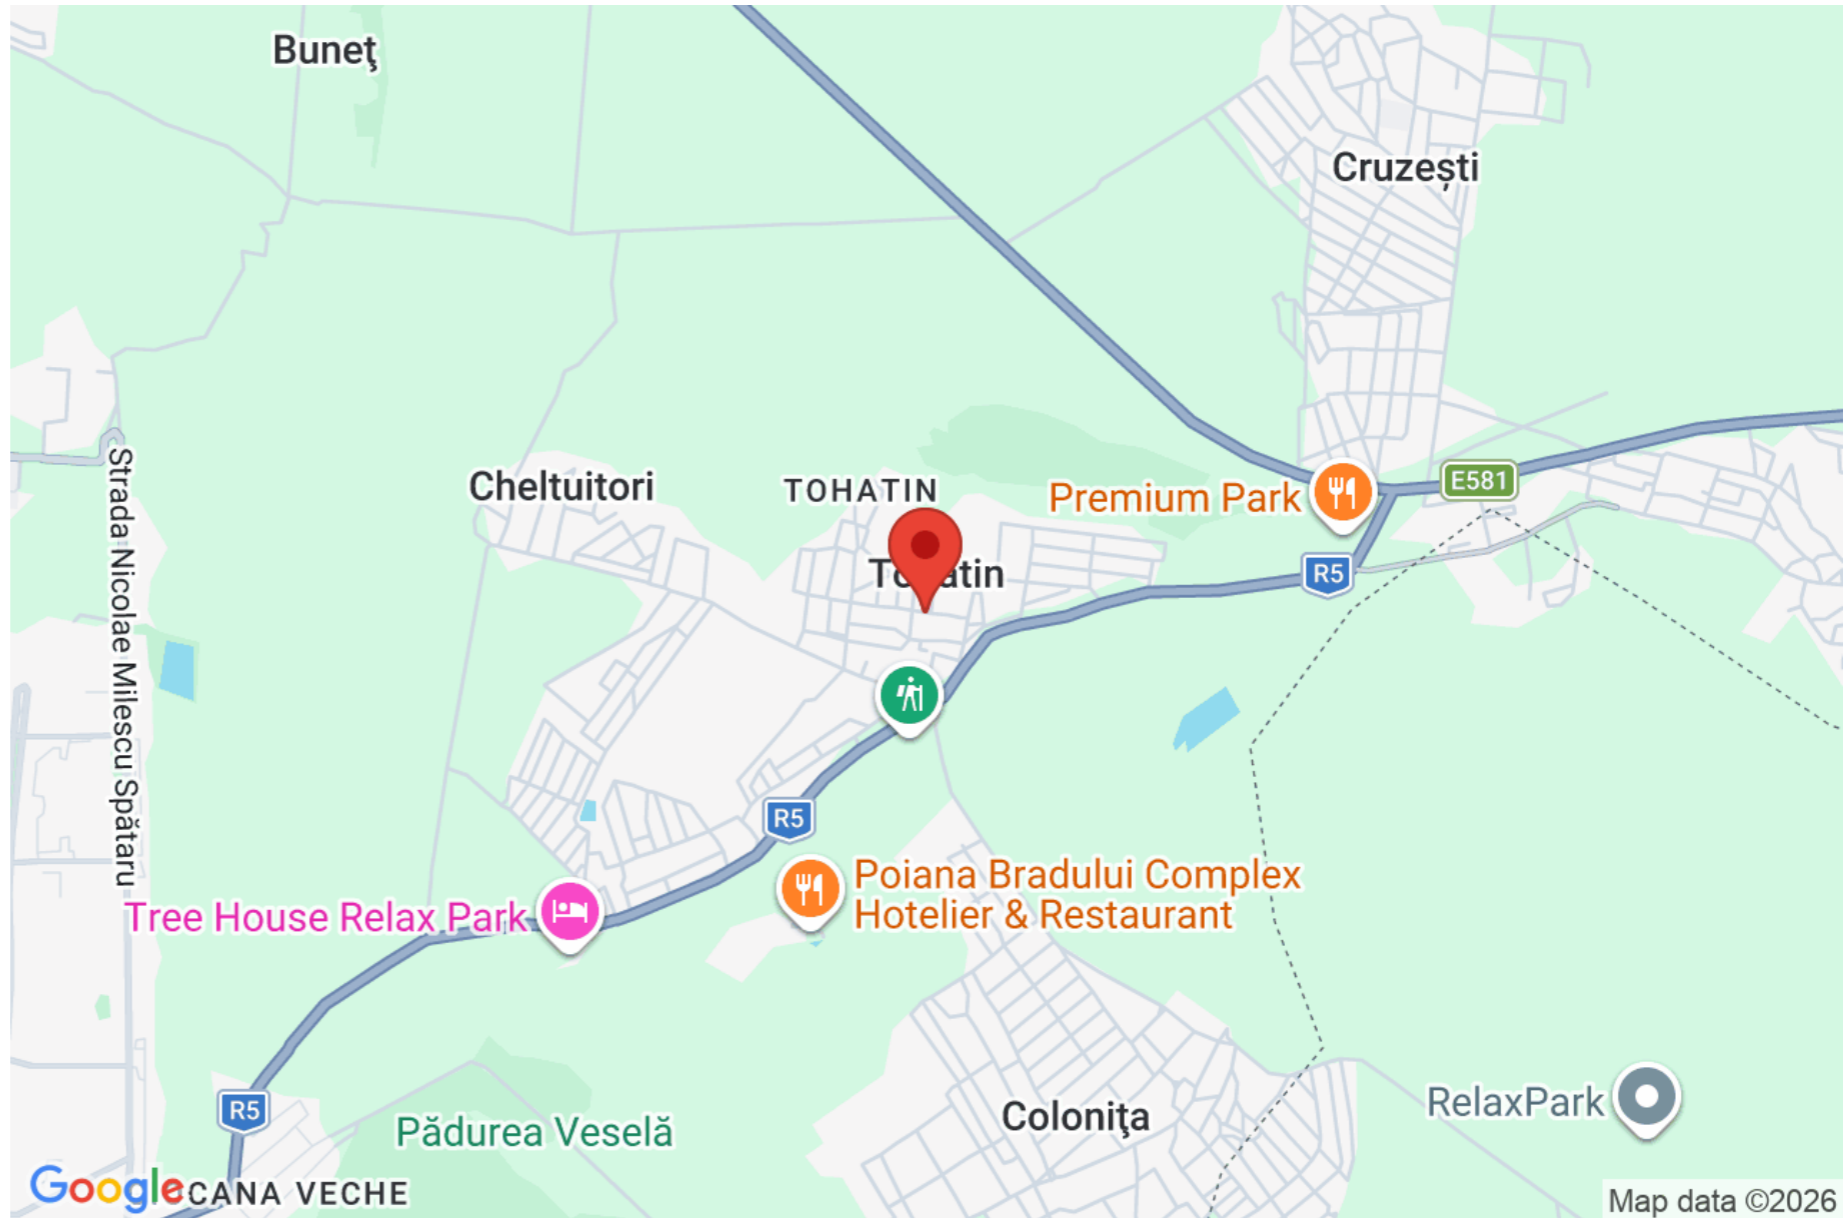 Buneţ
Cruzești
Cheltuitori
TOHATIN
Premium Park
E581
R5
Strada Nicolae Milescu Spătaru
R5
Poiana Bradului Complex
Hotelier & Restaurant
Tree House Relax Park
R5
Pădurea Veselă
Coloniţa
RelaxPark
Google
CANA VECHE
Map data ©2026